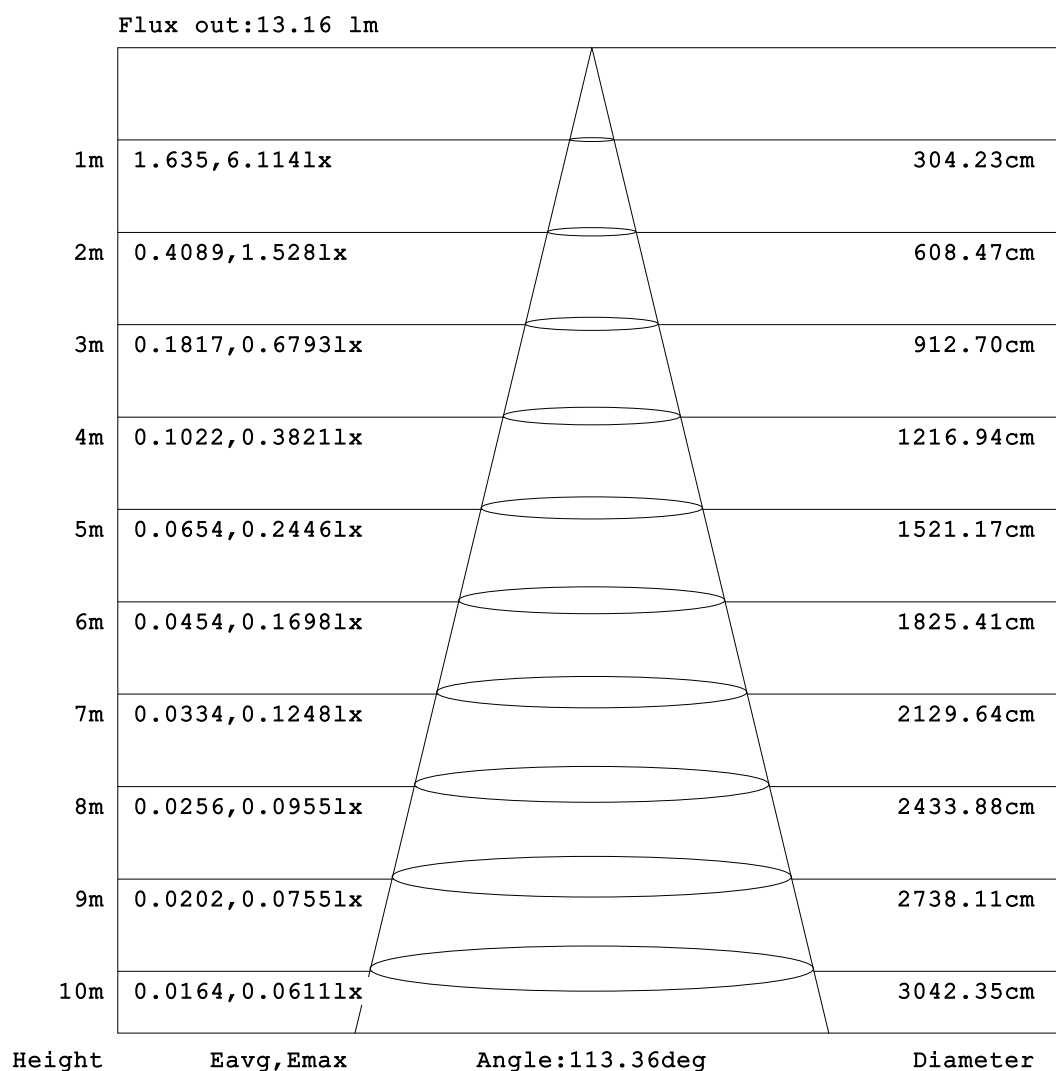 Flux out:13.16 lm
1m 1.635,6.114lx 304.23cm
2m 0.4089,1.528lx 608.47cm
3m 0.1817,0.6793lx 912.70cm
4m 0.1022,0.3821lx 1216.94cm
5m 0.0654,0.2446lx 1521.17cm
6m 0.0454,0.1698lx 1825.41cm
7m 0.0334,0.1248lx 2129.64cm
8m 0.0256,0.0955lx 2433.88cm
9m 0.0202,0.0755lx 2738.11cm
10m 0.0164,0.0611lx 3042.35cm
Height Eavg,Emax Angle:113.36deg Diameter